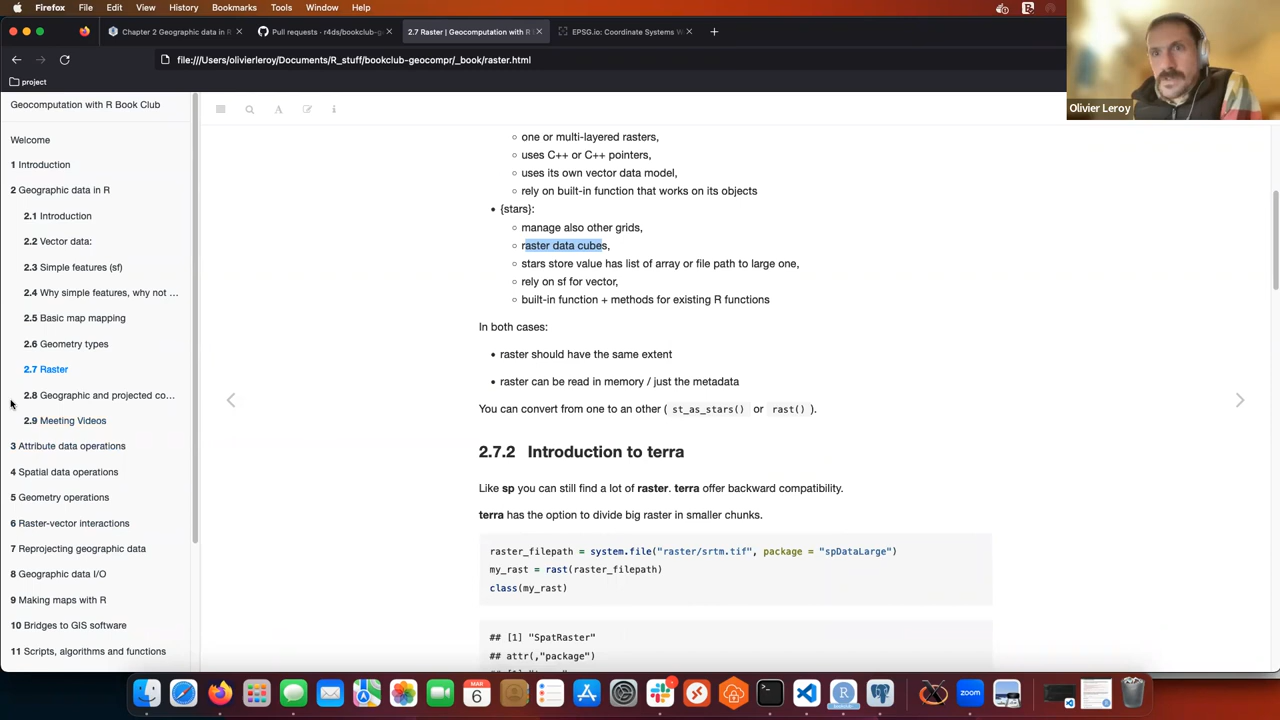 Firefox File Edit View History Bookmarks Tools Window Help
Chapter 2 Geographic data in R
Pull requests · r4ds/bookclub-g
2.7 Raster | Geocomputation with R
EPSG.io: Coordinate Systems W
file:///Users/olivierleroy/Documents/R_stuff/bookclub-geocompr/_book/raster.html
project
Olivier Leroy
Geocomputation with R Book Club
Welcome
1 Introduction
2 Geographic data in R
2.1 Introduction
2.2 Vector data:
2.3 Simple features (sf)
2.4 Why simple features, why not ...
2.5 Basic map mapping
2.6 Geometry types
2.7 Raster
2.8 Geographic and projected co...
2.9 Meeting Videos
3 Attribute data operations
4 Spatial data operations
5 Geometry operations
6 Raster-vector interactions
7 Reprojecting geographic data
8 Geographic data I/O
9 Making maps with R
10 Bridges to GIS software
11 Scripts, algorithms and functions
one or multi-layered rasters,
uses C++ or C++ pointers,
uses its own vector data model,
rely on built-in function that works on its objects
{stars}:
manage also other grids,
raster data cubes,
stars store value has list of array or file path to large one,
rely on sf for vector,
built-in function + methods for existing R functions
In both cases:
raster should have the same extent
raster can be read in memory / just the metadata
You can convert from one to an other ( st_as_stars() or rast() ).
2.7.2 Introduction to terra
Like sp you can still find a lot of raster. terra offer backward compatibility.
terra has the option to divide big raster in smaller chunks.
raster_filepath = system.file("raster/srtm.tif", package = "spDataLarge")
my_rast = rast(raster_filepath)
class(my_rast)
## [1] "SpatRaster"
## attr(,"package")
MAR
6
zoom